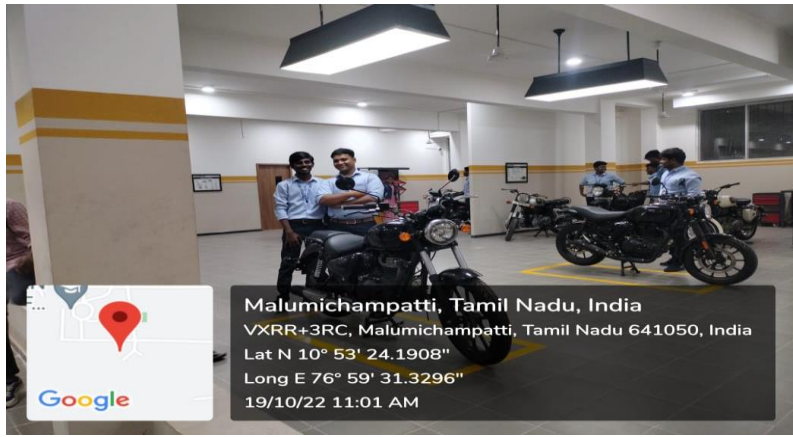 Malumichampatti, Tamil Nadu, India
VXRR+3RC, Malumichampatti, Tamil Nadu 641050, India
Lat N 10° 53' 24.1908"
Long E 76° 59' 31.3296"
19/10/22 11:01 AM
Google